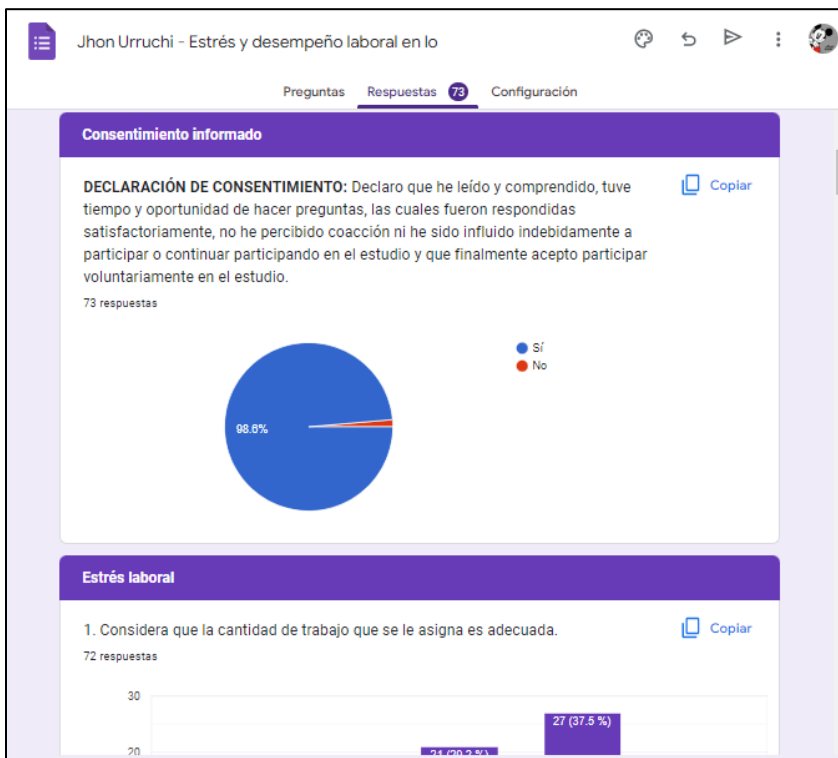 Jhon Urruchi - Estrés y desempeño laboral en lo
Preguntas Respuestas 73 Configuración
Consentimiento informado
DECLARACIÓN DE CONSENTIMIENTO: Declaro que he leído y comprendido, tuve
tiempo y oportunidad de hacer preguntas, las cuales fueron respondidas
satisfactoriamente, no he percibido coacción ni he sido influido indebidamente a
participar o continuar participando en el estudio y que finalmente acepto participar
voluntariamente en el estudio.
Copiar
73 respuestas
Sí
No
98.6%
Estrés laboral
1. Considera que la cantidad de trabajo que se le asigna es adecuada.
Copiar
72 respuestas
30
27 (37.5 %)
20
21 (29.2 %)